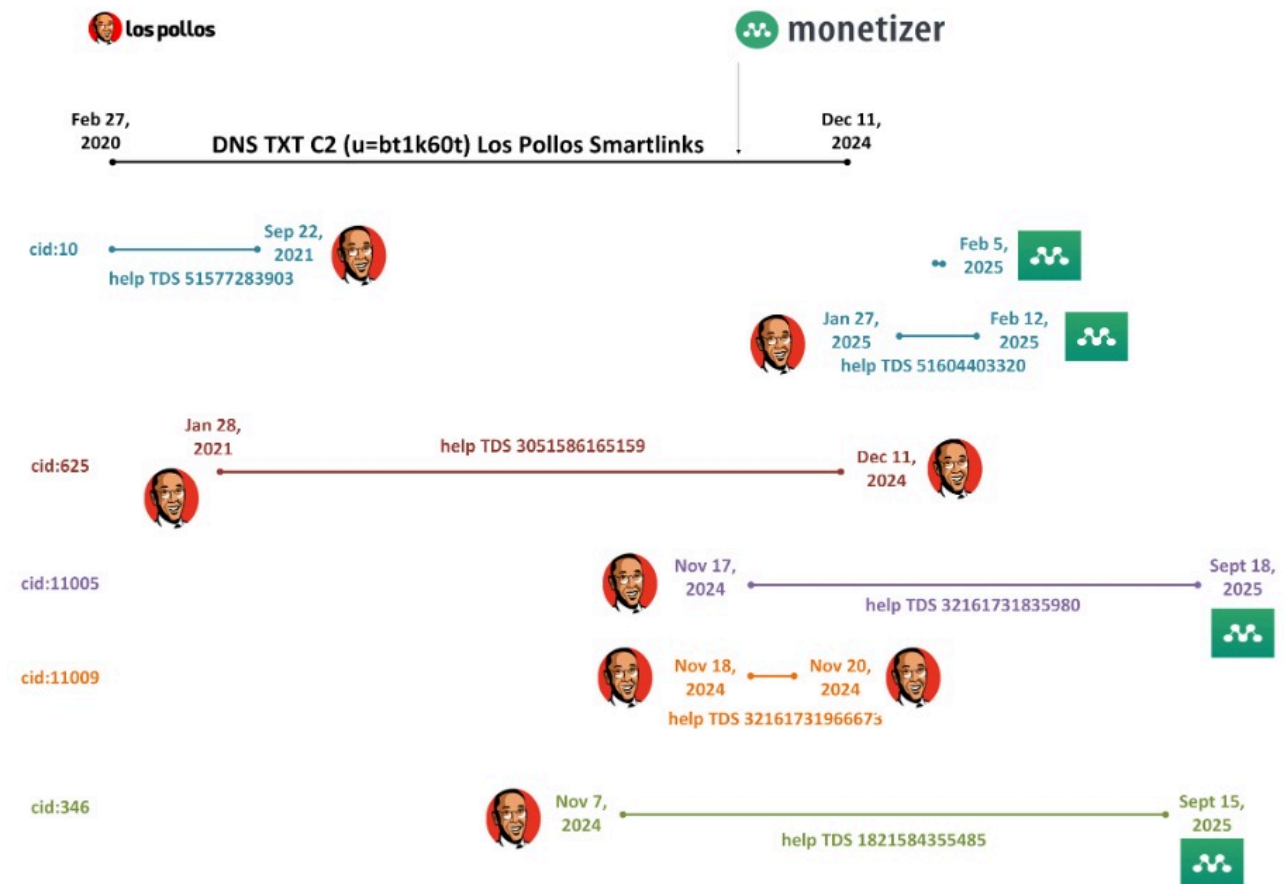 los pollos
monetizer
Feb 27,
2020
DNS TXT C2 (u=bt1k60t) Los Pollos Smartlinks
Dec 11,
2024
cid:10
Sep 22,
2021
help TDS 51577283903
Feb 5,
2025
Jan 27,
2025
Feb 12,
2025
help TDS 51604403320
cid:625
Jan 28,
2021
help TDS 3051586165159
Dec 11,
2024
cid:11005
Nov 17,
2024
help TDS 32161731835980
Sept 18,
2025
cid:11009
Nov 18,
2024
Nov 20,
2024
help TDS 32161731966673
cid:346
Nov 7,
2024
help TDS 1821584355485
Sept 15,
2025